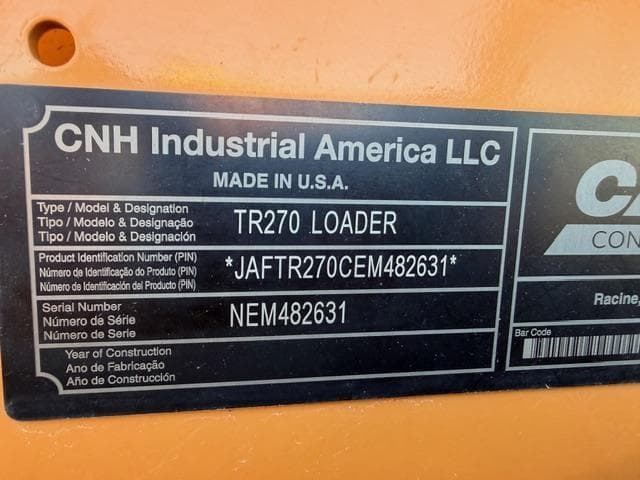 CNH Industrial America LLC
MADE IN U.S.A.
Type / Model & Designation
Tipo / Modelo & Designação
Tipo / Modelo & Designación
TR270 LOADER
Product Identification Number (PIN)
Número de Identificação do Produto (PIN)
Número de Identificación del Producto (PIN)
*JAFTR270CEM482631*
Serial Number
Número de Série
Número de Serie
NEM482631
Year of Construction
Ano de Fabricação
Año de Fabricación
CA
CON
Racine,
Bar Code